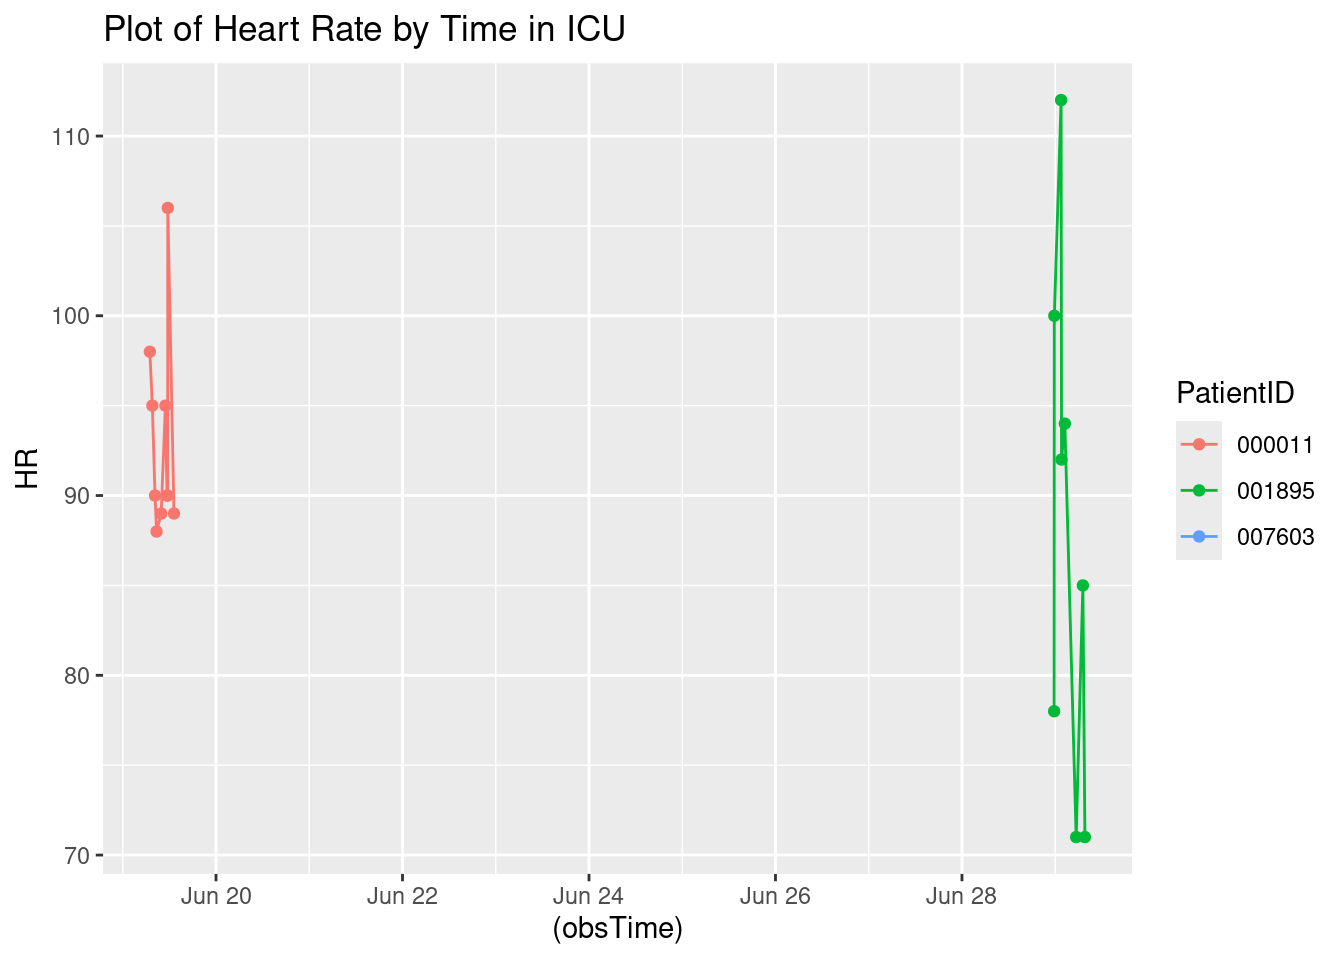 Plot of Heart Rate by Time in ICU
110
100
90
80
70
HR
Jun 20 Jun 22 Jun 24 Jun 26 Jun 28
(obsTime)
PatientID
000011
001895
007603